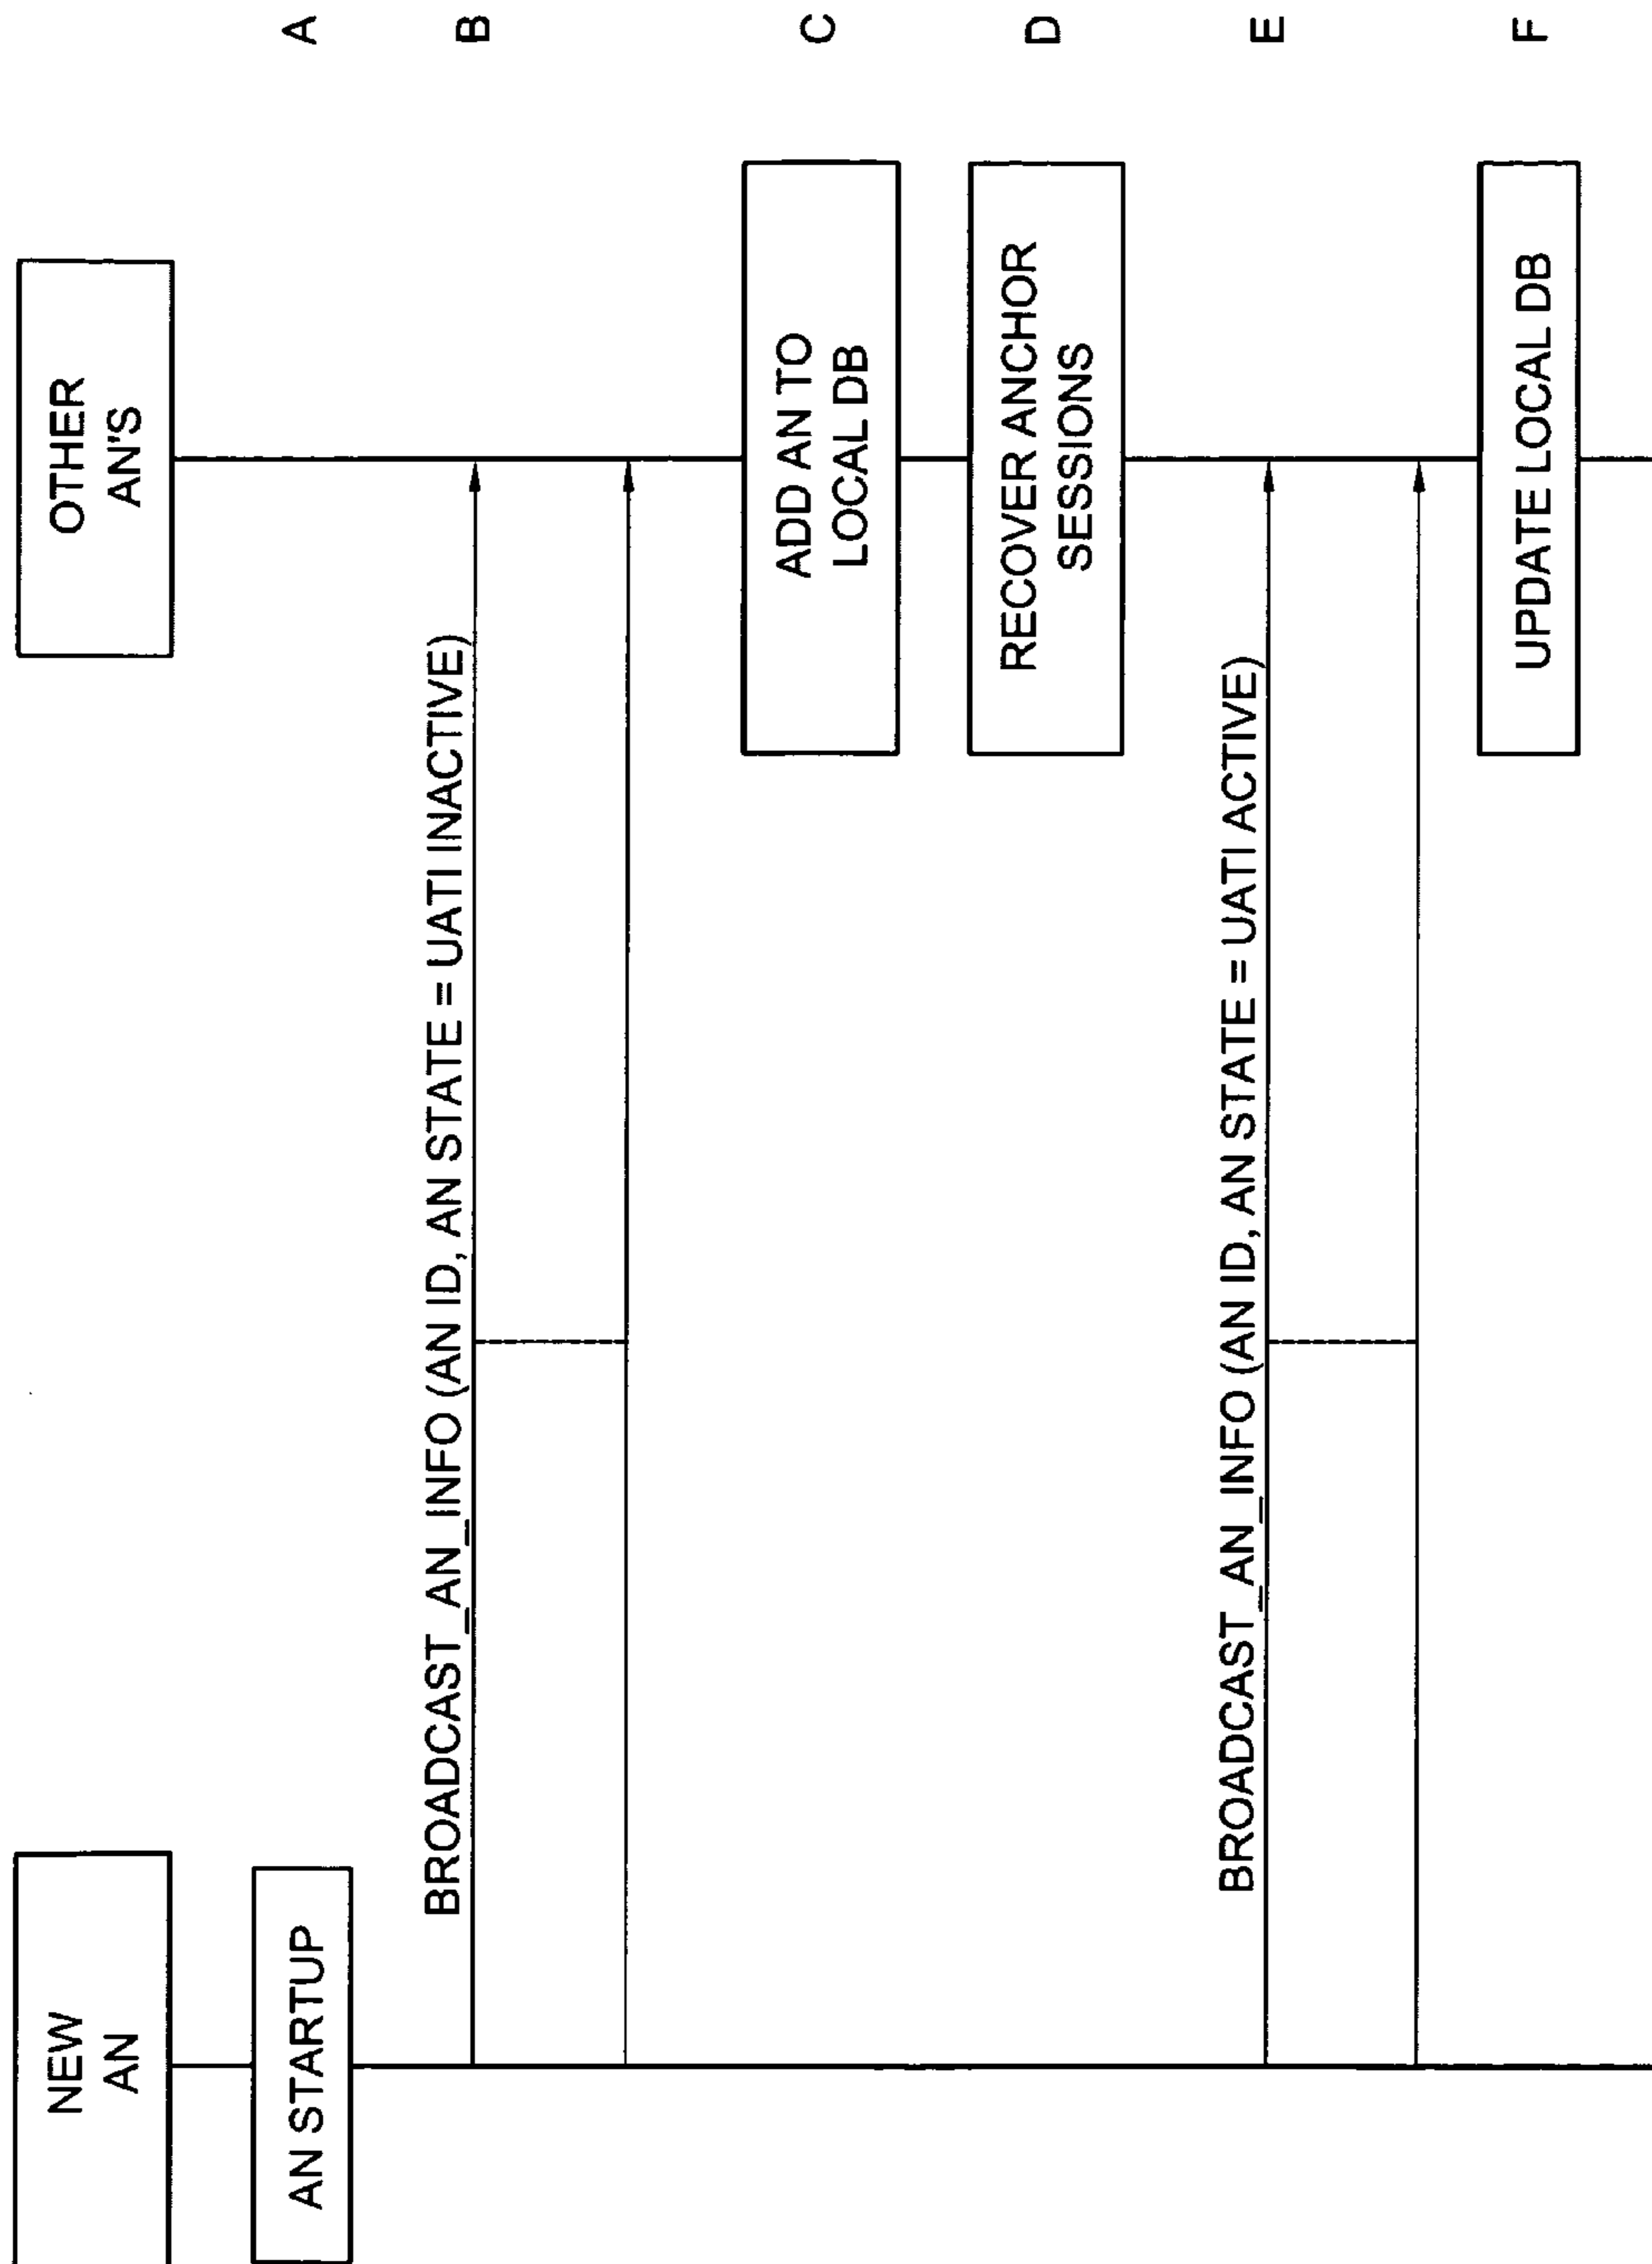 NEW
AN
OTHER
AN'S
AN STARTUP
A
BROADCAST_AN_INFO (AN ID, AN STATE = UATI INACTIVE)
B
ADD AN TO
LOCAL DB
C
RECOVER ANCHOR
SESSIONS
D
BROADCAST_AN_INFO (AN ID, AN STATE = UATI ACTIVE)
E
UPDATE LOCAL DB
F